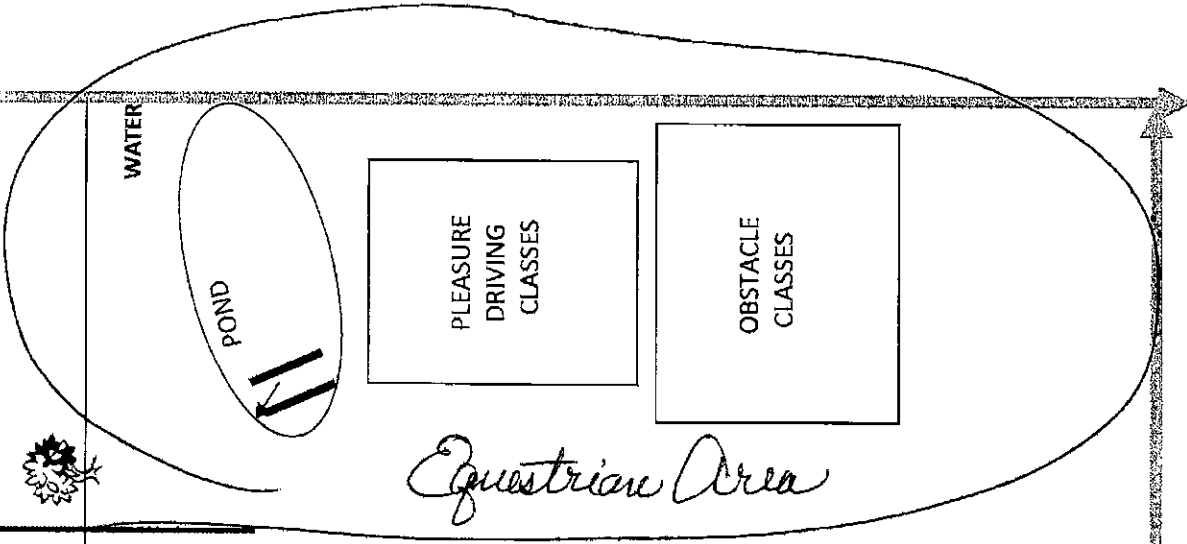 WATER
POND
PLEASURE
DRIVING
CLASSES
OBSTACLE
CLASSES
Equestrian Area